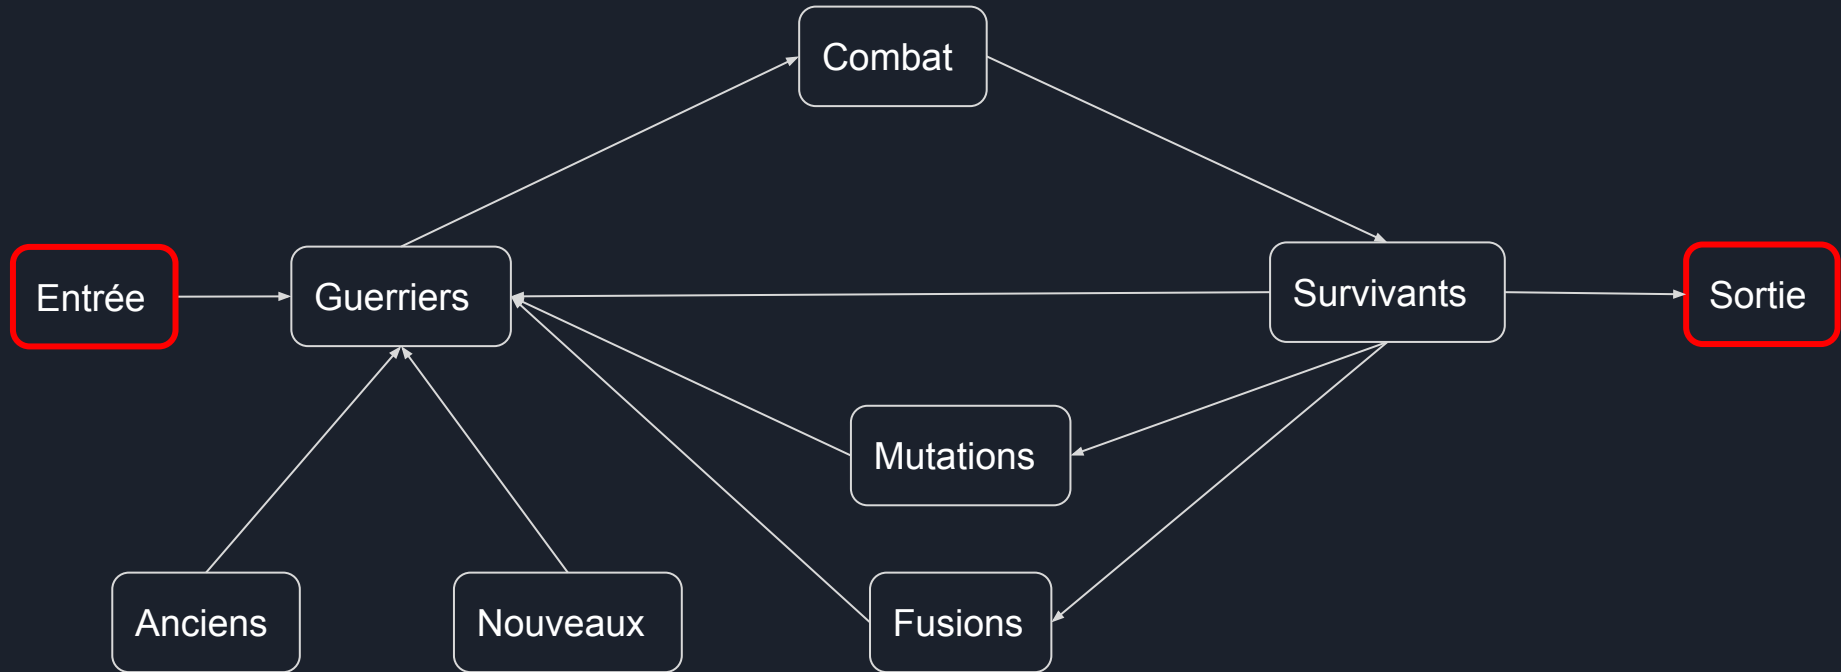 Combat
Entrée
Guerriers
Survivants
Sortie
Mutations
Anciens
Nouveaux
Fusions